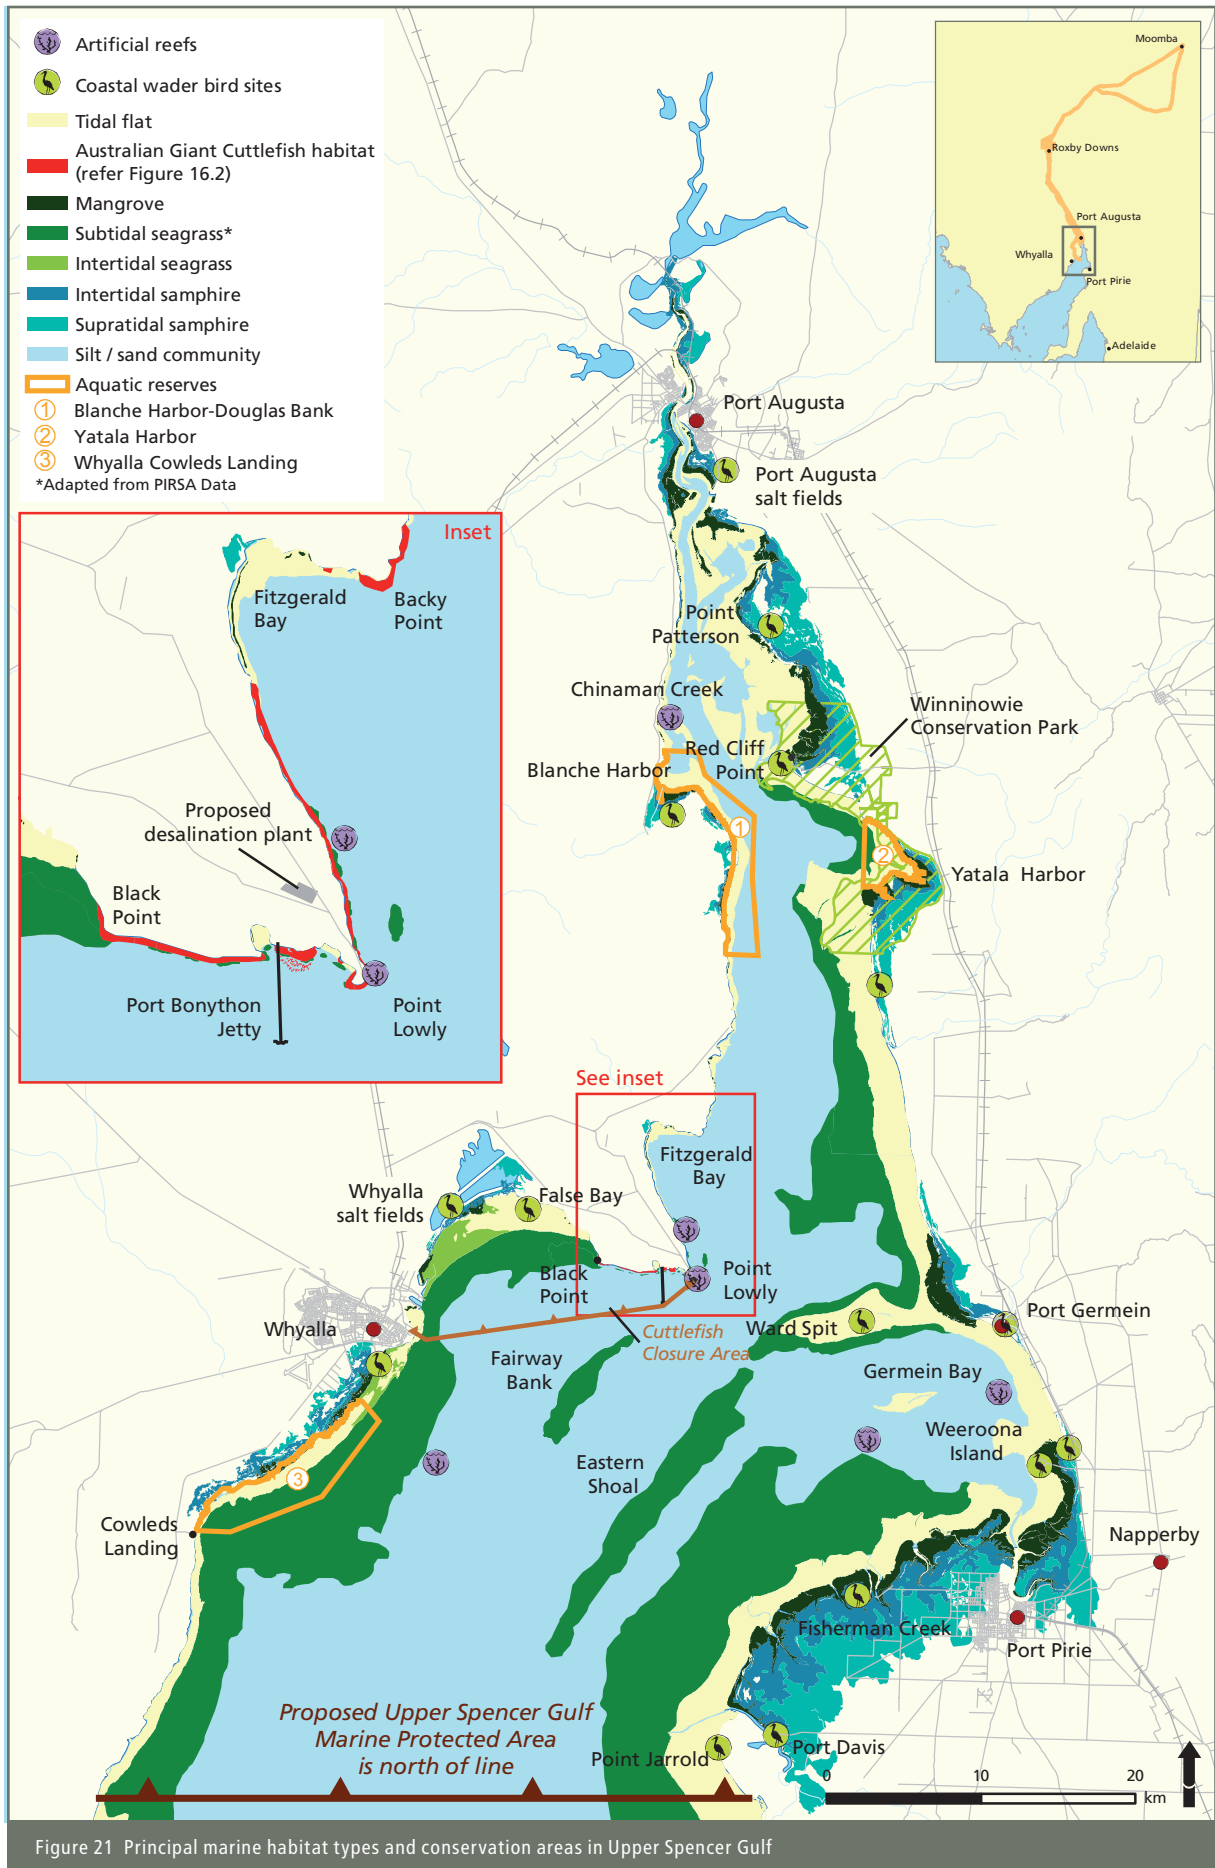 Artificial reefs
Coastal wader bird sites
Tidal flat
Australian Giant Cuttlefish habitat
(refer Figure 16.2)
Mangrove
Subtidal seagrass*
Intertidal seagrass
Intertidal samphire
Supratidal samphire
Silt / sand community
Aquatic reserves
1 Blanche Harbor-Douglas Bank
2 Yatala Harbor
3 Whyalla Cowleds Landing
*Adapted from PIRSA Data
Moomba
Roxby Downs
Port Augusta
Whyalla
Port Pirie
Adelaide
Inset
Fitzgerald
Bay
Backy
Point
Proposed
desalination plant
Black
Point
Port Bonython
Jetty
Point
Lowly
Port Augusta
Port Augusta
salt fields
Point
Patterson
Chinaman Creek
Winninowie
Conservation Park
Red Cliff
Point
Blanche Harbor
1
2
Yatala Harbor
See inset
Fitzgerald
Bay
Whyalla
salt fields
False Bay
Black
Point
Point
Lowly
Cuttlefish
Closure Area
Ward Spit
Port Germein
Whyalla
Fairway
Bank
Germein Bay
Weeroona
Island
Eastern
Shoal
3
Cowleds
Landing
Napperby
Fisherman Creek
Port Pirie
Proposed Upper Spencer Gulf
Marine Protected Area
is north of line
Point Jarrold
Port Davis
0 10 20
km
Figure 21 Principal marine habitat types and conservation areas in Upper Spencer Gulf